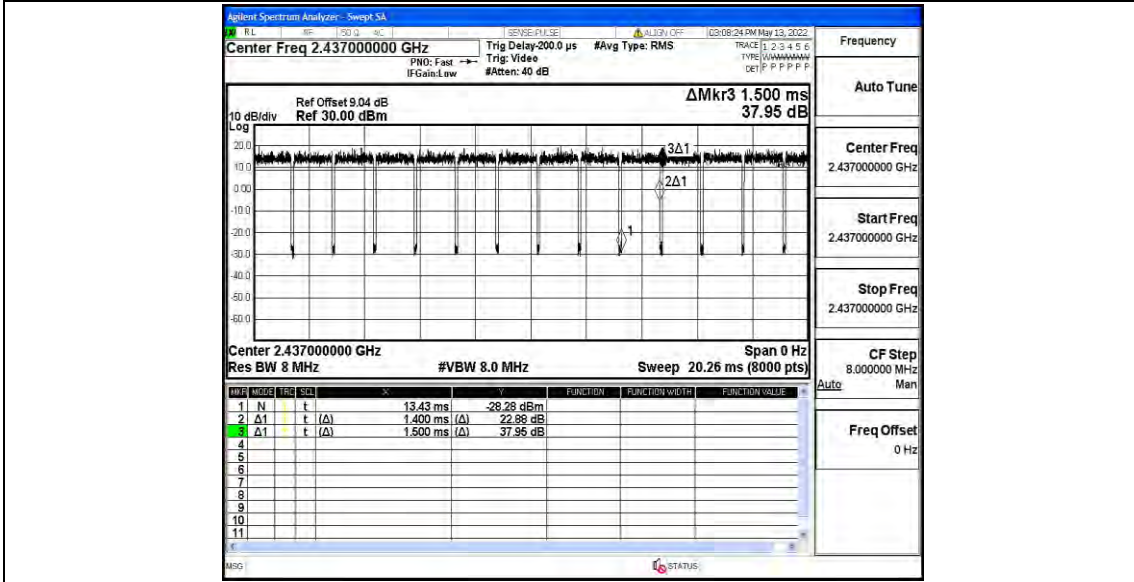 Agilent Spectrum Analyzer - Swept SA
RL RF 50 Ω AC SENSE:PULSE ALIGN OFF 03:08:24 PM May 13, 2022
Center Freq 2.437000000 GHz
PNO: Fast
IFGain:Low
Trig Delay-200.0 µs
Trig: Video
#Atten: 40 dB
#Avg Type: RMS
TRACE 1 2 3 4 5 6
TYPE WWWWWW
DET P P P P P P
Frequency
Auto Tune
Center Freq
2.437000000 GHz
Start Freq
2.437000000 GHz
Stop Freq
2.437000000 GHz
CF Step
8.000000 MHz
Auto Man
Freq Offset
0 Hz
ΔMkr3 1.500 ms
37.95 dB
Ref Offset 9.04 dB
10 dB/div Ref 30.00 dBm
Log
20.0
10.0
0.00
-10.0
-20.0
-30.0
-40.0
-50.0
-60.0
3Δ1
2Δ1
1
Center 2.437000000 GHz Span 0 Hz
Res BW 8 MHz #VBW 8.0 MHz Sweep 20.26 ms (8000 pts)
MKR MODE TRC SCL X Y FUNCTION FUNCTION WIDTH FUNCTION VALUE
1 N t 13.43 ms -28.28 dBm
2 Δ1 t (Δ) 1.400 ms (Δ) 22.88 dB
3 Δ1 t (Δ) 1.500 ms (Δ) 37.95 dB
4
5
6
7
8
9
10
11
MSG STATUS